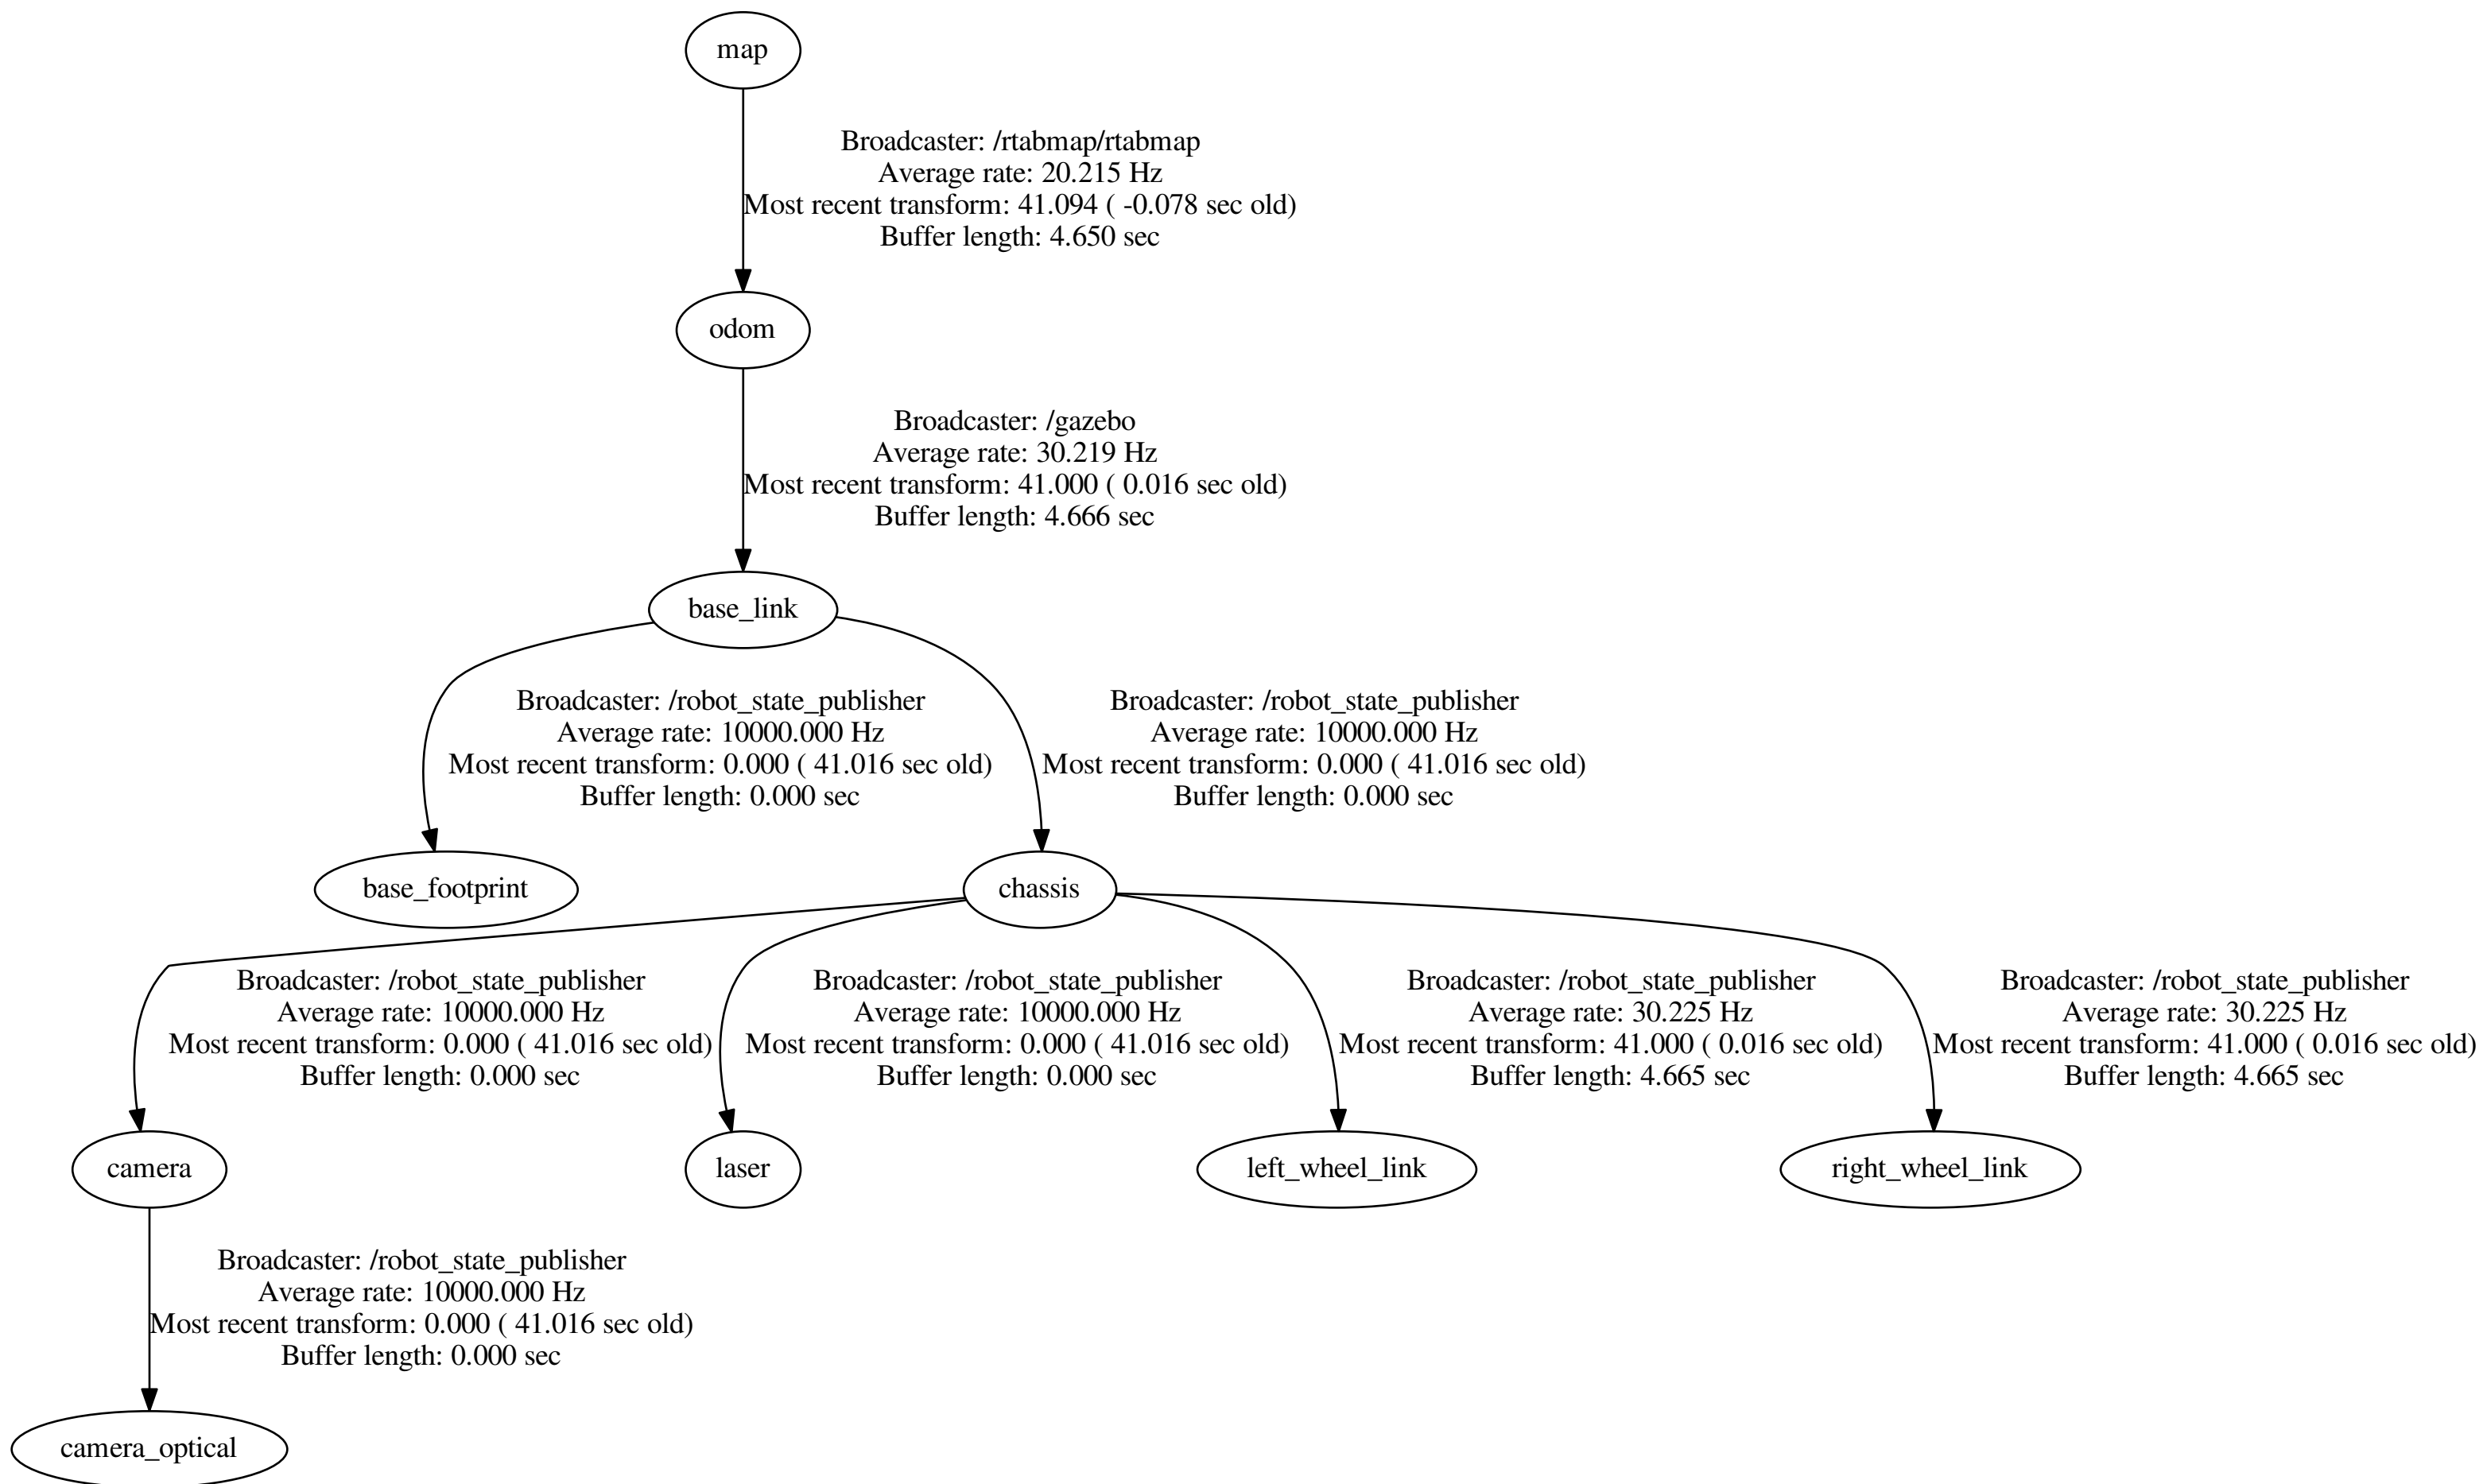 map
Broadcaster: /rtabmap/rtabmap
Average rate: 20.215 Hz
Most recent transform: 41.094 ( -0.078 sec old)
Buffer length: 4.650 sec
odom
Broadcaster: /gazebo
Average rate: 30.219 Hz
Most recent transform: 41.000 ( 0.016 sec old)
Buffer length: 4.666 sec
base_link
Broadcaster: /robot_state_publisher
Average rate: 10000.000 Hz
Most recent transform: 0.000 ( 41.016 sec old)
Buffer length: 0.000 sec
Broadcaster: /robot_state_publisher
Average rate: 10000.000 Hz
Most recent transform: 0.000 ( 41.016 sec old)
Buffer length: 0.000 sec
base_footprint
chassis
Broadcaster: /robot_state_publisher
Average rate: 10000.000 Hz
Most recent transform: 0.000 ( 41.016 sec old)
Buffer length: 0.000 sec
Broadcaster: /robot_state_publisher
Average rate: 10000.000 Hz
Most recent transform: 0.000 ( 41.016 sec old)
Buffer length: 0.000 sec
Broadcaster: /robot_state_publisher
Average rate: 30.225 Hz
Most recent transform: 41.000 ( 0.016 sec old)
Buffer length: 4.665 sec
Broadcaster: /robot_state_publisher
Average rate: 30.225 Hz
Most recent transform: 41.000 ( 0.016 sec old)
Buffer length: 4.665 sec
camera
laser
left_wheel_link
right_wheel_link
Broadcaster: /robot_state_publisher
Average rate: 10000.000 Hz
Most recent transform: 0.000 ( 41.016 sec old)
Buffer length: 0.000 sec
camera_optical